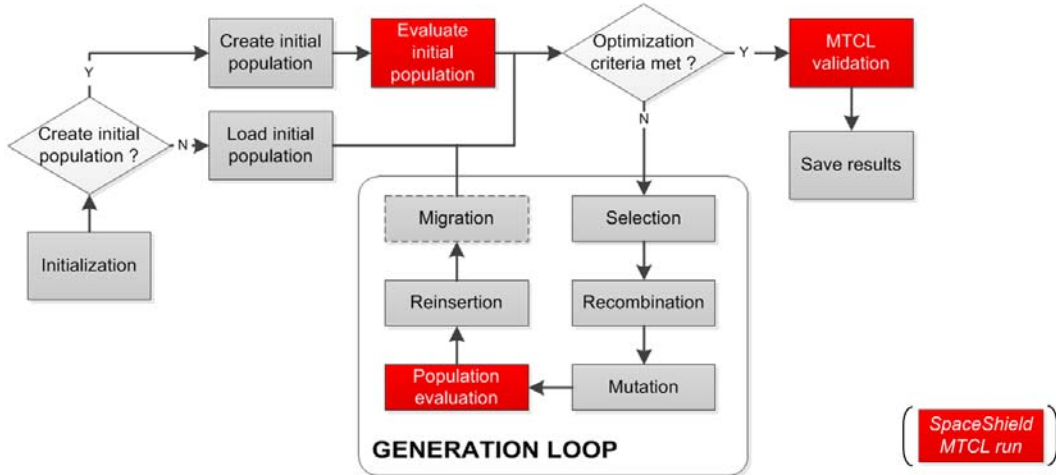 Create initial
population
Evaluate
initial
population
Optimization
criteria met ?
Y
MTCL
validation
Y
Create initial
population ?
N
Load initial
population
N
Save results
Initialization
Migration
Selection
Reinsertion
Recombination
Population
evaluation
Mutation
GENERATION LOOP
SpaceShield
MTCL run